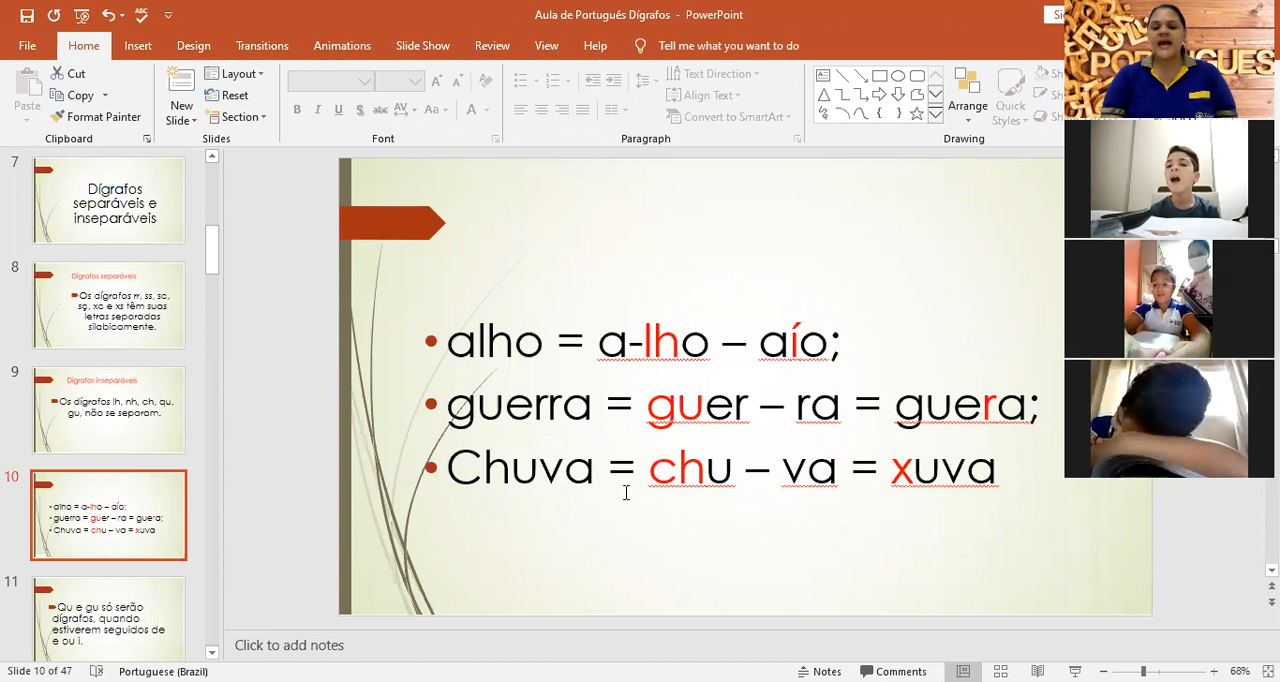 Aula de Português Dígrafos - PowerPoint
File Home Insert Design Transitions Animations Slide Show Review View Help Tell me what you want to do
Paste
Cut
Copy
Format Painter
Clipboard
New
Slide
Layout
Reset
Section
Slides
B I U S abc AV Aa A
Font
Text Direction
Align Text
Convert to SmartArt
Paragraph
Arrange
Quick
Styles
Drawing
PORTUGUES
7
Dígrafos
separáveis e
inseparáveis
8
Dígrafos separáveis
Os dígrafos rr, ss, sc,
sç, xc e xs têm suas
letras separadas
silabicamente.
9
Dígrafos inseparáveis
Os dígrafos lh, nh, ch, qu,
gu, não se separam.
10
alho = a-lho – aío;
guerra = guer – ra = guera;
Chuva = chu – va = xuva
11
Qu e gu só serão
dígrafos, quando
estiverem seguidos de
e ou i.
• alho = a-lho – aío;
• guerra = guer – ra = guera;
• Chuva = chu – va = xuva
Click to add notes
Slide 10 of 47 Portuguese (Brazil) Notes Comments 68%